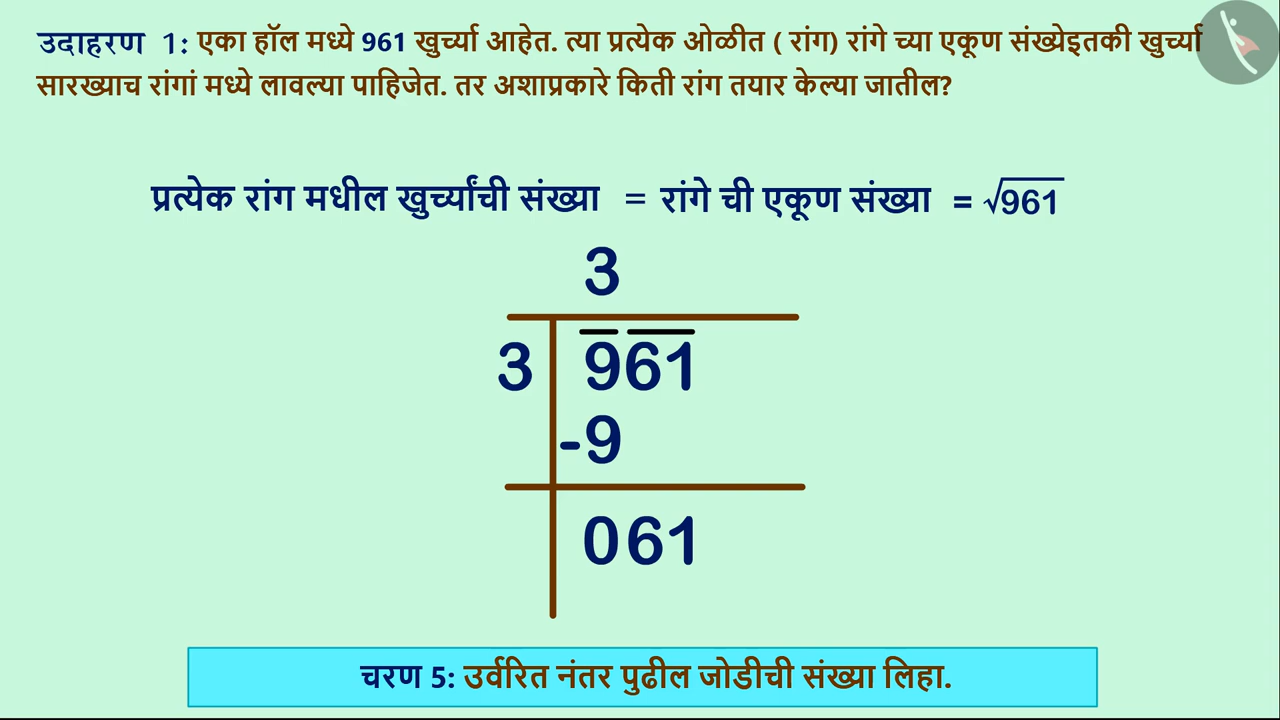 उदाहरण 1: एका हॉल मध्ये 961 खुर्च्या आहेत. त्या प्रत्येक ओळीत ( रांग) रांगे च्या एकूण संख्येइतकी खुर्च्या
सारख्याच रांगां मध्ये लावल्या पाहिजेत. तर अशाप्रकारे किती रांग तयार केल्या जातील?
प्रत्येक रांग मधील खुर्च्यांची संख्या = रांगे ची एकूण संख्या = √961
3
3 961
-9
061
चरण 5: उर्वरित नंतर पुढील जोडीची संख्या लिहा.